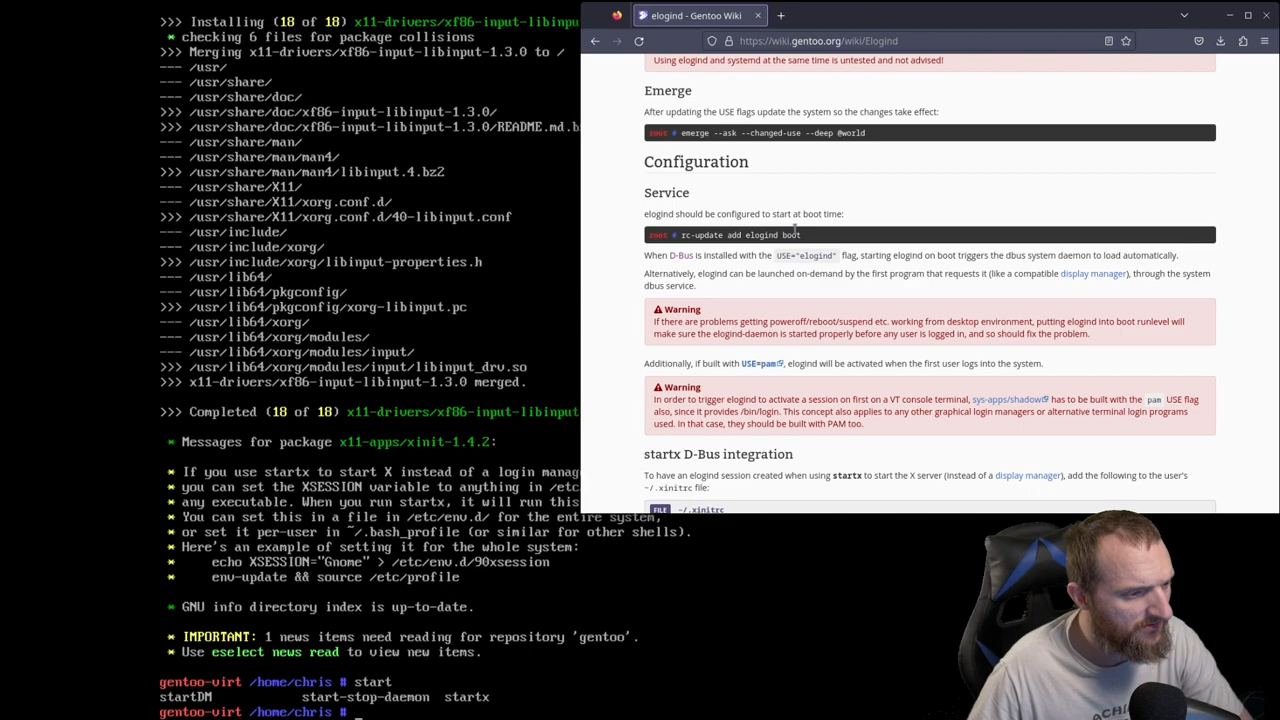 >>> Installing (18 of 18) x11-drivers/xf86-input-libinpu
* checking 6 files for package collisions
>>> Merging x11-drivers/xf86-input-libinput-1.3.0 to /
--- /usr/
--- /usr/share/
--- /usr/share/doc/
>>> /usr/share/doc/xf86-input-libinput-1.3.0/
>>> /usr/share/doc/xf86-input-libinput-1.3.0/README.md.b
--- /usr/share/man/
--- /usr/share/man/man4/
>>> /usr/share/man/man4/libinput.4.bz2
--- /usr/share/X11/
--- /usr/share/X11/xorg.conf.d/
>>> /usr/share/X11/xorg.conf.d/40-libinput.conf
--- /usr/include/
--- /usr/include/xorg/
>>> /usr/include/xorg/libinput-properties.h
--- /usr/lib64/
--- /usr/lib64/pkgconfig/
>>> /usr/lib64/pkgconfig/xorg-libinput.pc
--- /usr/lib64/xorg/
--- /usr/lib64/xorg/modules/
--- /usr/lib64/xorg/modules/input/
>>> /usr/lib64/xorg/modules/input/libinput_drv.so
>>> x11-drivers/xf86-input-libinput-1.3.0 merged.
>>> Completed (18 of 18) x11-drivers/xf86-input-libinput
* Messages for package x11-apps/xinit-1.4.2:
* If you use startx to start X instead of a login manag
* you can set the XSESSION variable to anything in /etc
* any executable. When you run startx, it will run this
* You can set this in a file in /etc/env.d/ for the entire system,
* or set it per-user in ~/.bash_profile (or similar for other shells).
* Here's an example of setting it for the whole system:
* echo XSESSION="Gnome" > /etc/env.d/90xsession
* env-update && source /etc/profile
* GNU info directory index is up-to-date.
* IMPORTANT: 1 news items need reading for repository 'gentoo'.
* Use eselect news read to view new items.
gentoo-virt /home/chris # start
startDM start-stop-daemon startx
gentoo-virt /home/chris #
elogind - Gentoo Wiki
https://wiki.gentoo.org/wiki/Elogind
Using elogind and systemd at the same time is untested and not advised!
Emerge
After updating the USE flags update the system so the changes take effect:
root # emerge --ask --changed-use --deep @world
Configuration
Service
elogind should be configured to start at boot time:
root # rc-update add elogind boot
When D-Bus is installed with the USE="elogind" flag, starting elogind on boot triggers the dbus system daemon to load automatically.
Alternatively, elogind can be launched on-demand by the first program that requests it (like a compatible display manager), through the system
dbus service.
Warning
If there are problems getting poweroff/reboot/suspend etc. working from desktop environment, putting elogind into boot runlevel will
make sure the elogind-daemon is started properly before any user is logged in, and so should fix the problem.
Additionally, if built with USE=pam, elogind will be activated when the first user logs into the system.
Warning
In order to trigger elogind to activate a session on first on a VT console terminal, sys-apps/shadow has to be built with the pam USE flag
also, since it provides /bin/login. This concept also applies to any other graphical login managers or alternative terminal login programs
used. In that case, they should be built with PAM too.
startx D-Bus integration
To have an elogind session created when using startx to start the X server (instead of a display manager), add the following to the user's
~/.xinitrc file:
FILE ~/.xinitrc